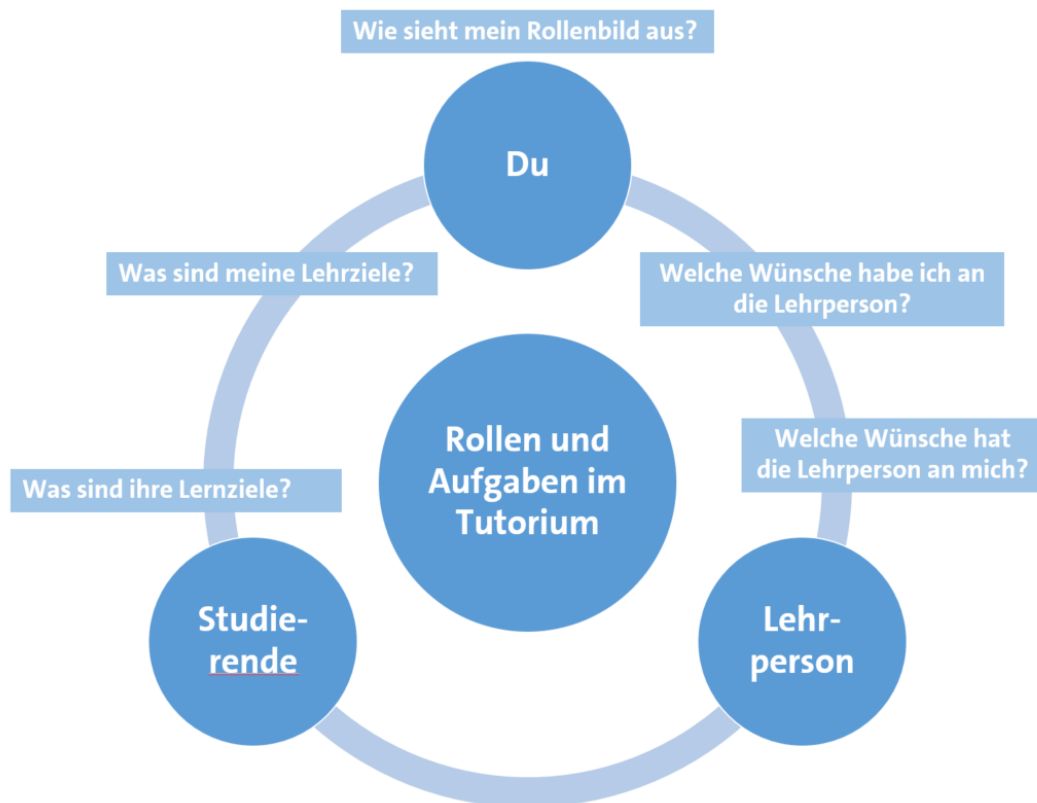 Wie sieht mein Rollenbild aus?
Du
Was sind meine Lehrziele?
Welche Wünsche habe ich an
die Lehrperson?
Rollen und
Aufgaben im
Tutorium
Welche Wünsche hat
die Lehrperson an mich?
Was sind ihre Lernziele?
Studie-
rende
Lehr-
person